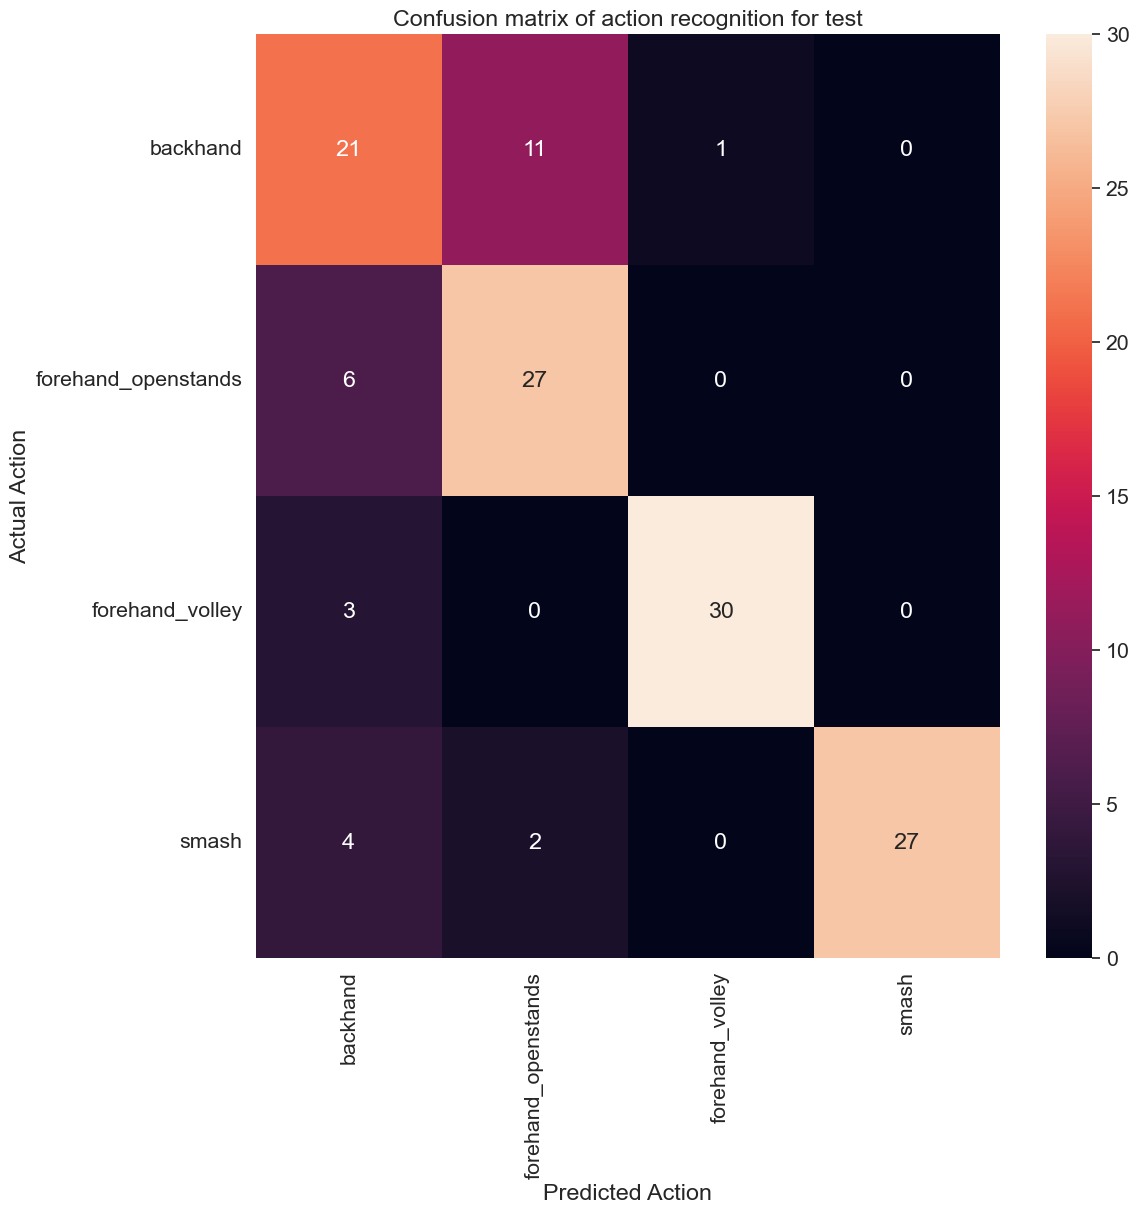 Confusion matrix of action recognition for test
30
backhand 21 11 1 0
25
20
forehand_openstands 6 27 0 0
Actual Action
15
forehand_volley 3 0 30 0
10
smash 4 2 0 27
5
0
backhand
forehand_openstands
forehand_volley
smash
Predicted Action